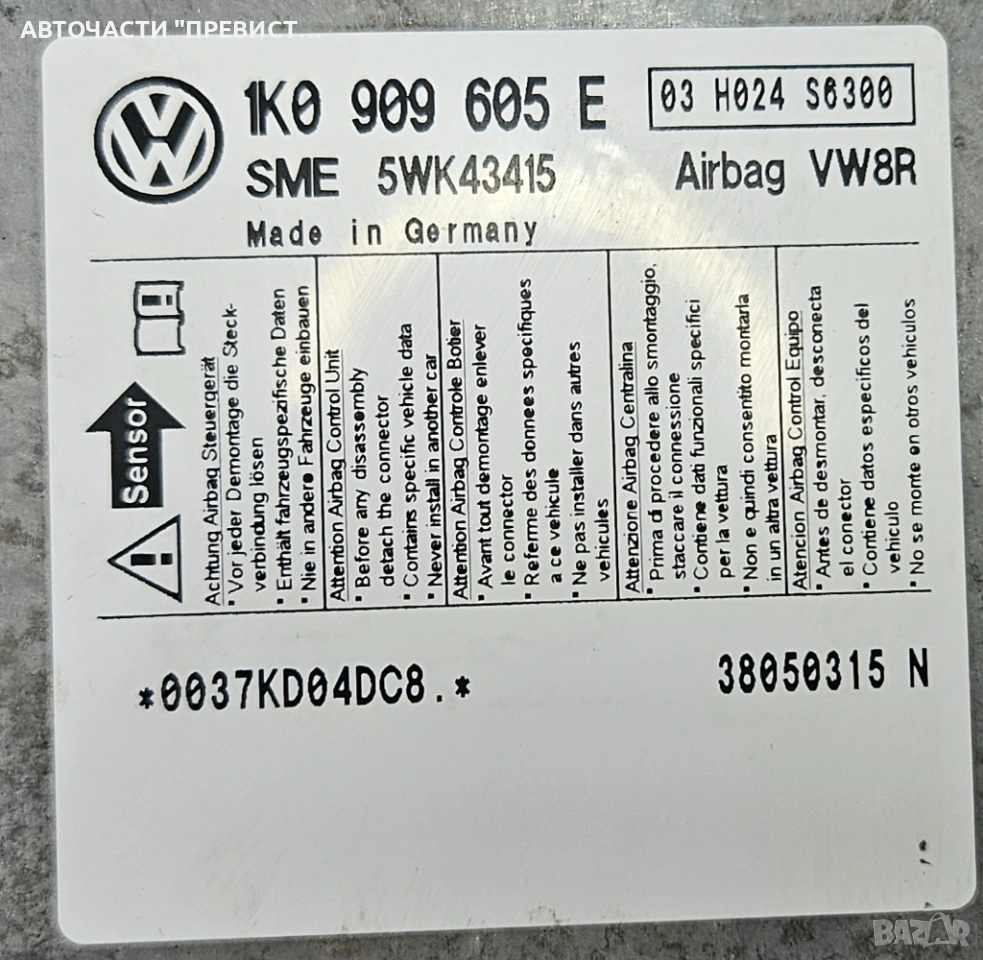 АВТОЧАСТИ "ПРЕВИСТ...
1K0 909 605 E
03 H024 S6300
SME 5WK43415
Airbag VW8R
Made in Germany
Sensor
Achtung Airbag Steuergerät
• Vor jeder Demontage die Steck-
verbindung lösen
• Enthält fahrzeugspezifische Daten
• Nie in andere Fahrzeuge einbauen
Attention Airbag Control Unit
• Before any disassembly
detach the connector
• Contains specific vehicle data
• Never install in another car
Attention Airbag Controle Botier
• Avant tout demontage enlever
le connector
• Referme des donnees specifiques
a ce vehicule
• Ne pas installer dans autres
vehicules
Attenzione Airbag Centralina
• Prima di procedere allo smontaggio,
staccare il connessione
• Contiene dati funzionali specifici
per la vettura
• Non e quindi consentito montarla
in un altra vettura
Atencion Airbag Control Equipo
• Antes de desmontar, desconecta
el conector
• Contiene datos especificos del
vehiculo
• No se monte en otros vehiculos
*0037KD04DC8.*
38050315 N
BAZAR